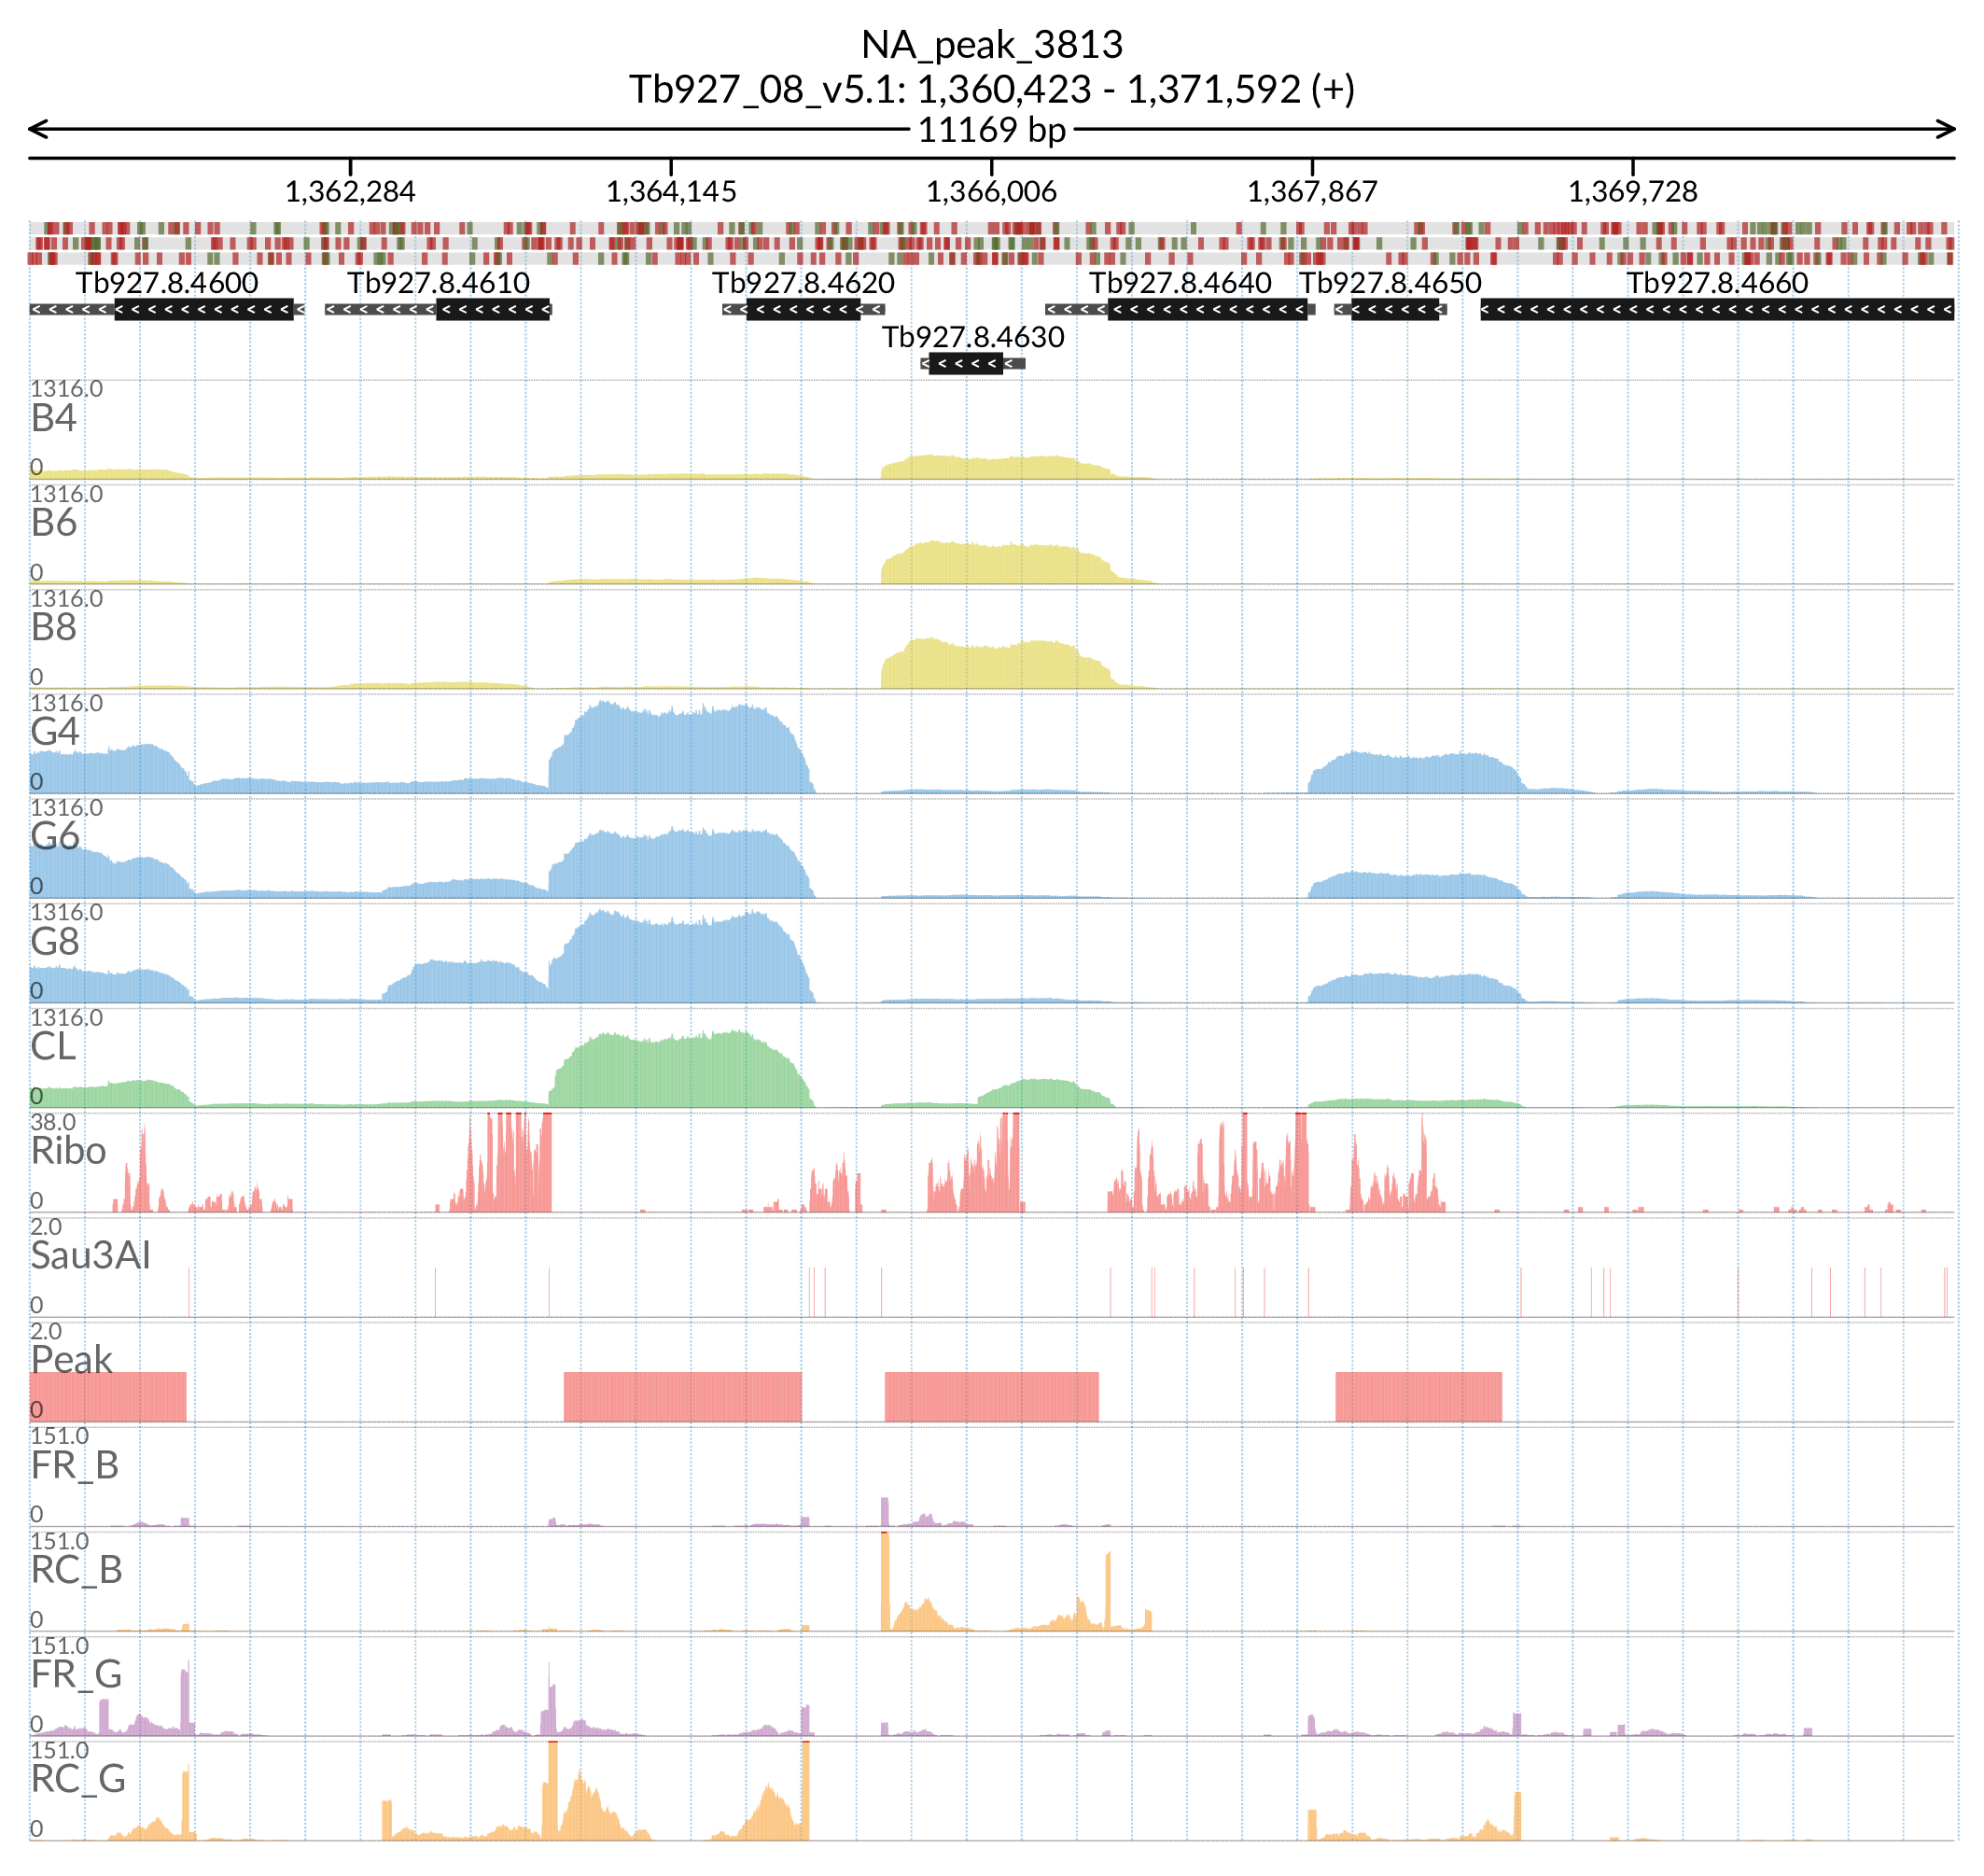 NA_peak_3813
Tb927_08_v5.1: 1,360,423 - 1,371,592 (+)
11169 bp
1,362,284 1,364,145 1,366,006 1,367,867 1,369,728
Tb927.8.4600 Tb927.8.4610 Tb927.8.4620 Tb927.8.4640 Tb927.8.4650 Tb927.8.4660
Tb927.8.4630
1316.0
B4
0
1316.0
B6
0
1316.0
B8
0
1316.0
G4
0
1316.0
G6
0
1316.0
G8
0
1316.0
CL
0
38.0
Ribo
0
2.0
Sau3AI
0
2.0
Peak
0
151.0
FR_B
0
151.0
RC_B
0
151.0
FR_G
0
151.0
RC_G
0